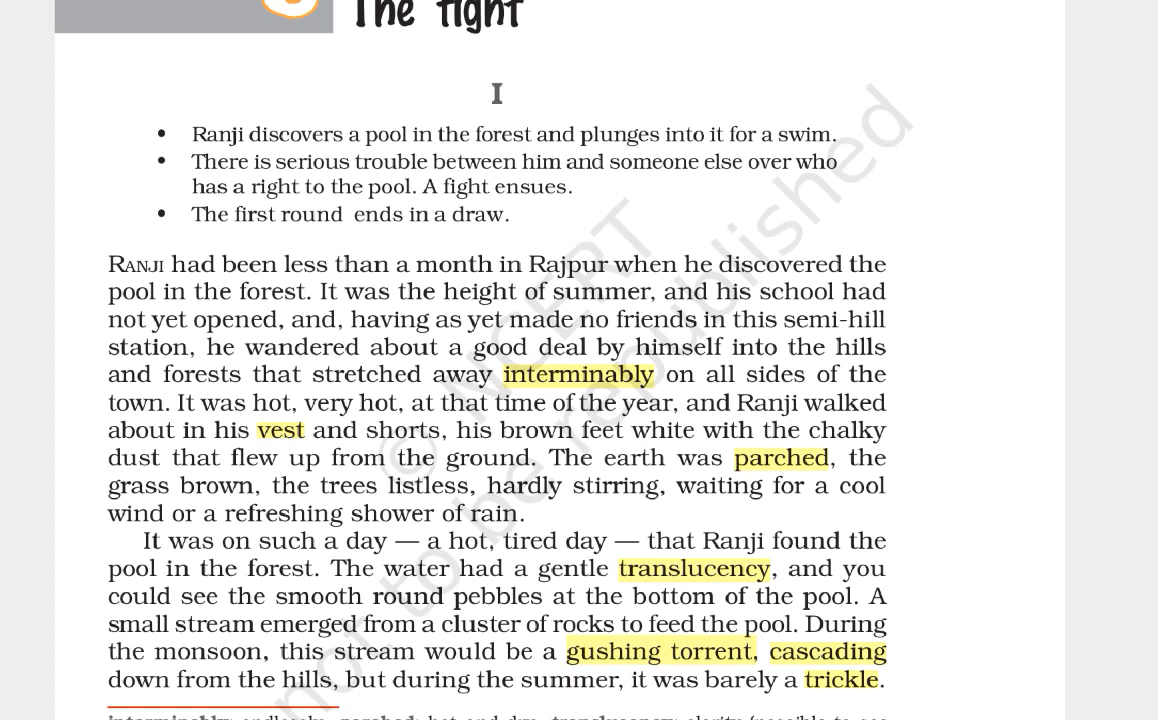 The fight
I
• Ranji discovers a pool in the forest and plunges into it for a swim.
• There is serious trouble between him and someone else over who
has a right to the pool. A fight ensues.
• The first round ends in a draw.
RANJI had been less than a month in Rajpur when he discovered the
pool in the forest. It was the height of summer, and his school had
not yet opened, and, having as yet made no friends in this semi-hill
station, he wandered about a good deal by himself into the hills
and forests that stretched away interminably on all sides of the
town. It was hot, very hot, at that time of the year, and Ranji walked
about in his vest and shorts, his brown feet white with the chalky
dust that flew up from the ground. The earth was parched, the
grass brown, the trees listless, hardly stirring, waiting for a cool
wind or a refreshing shower of rain.
It was on such a day — a hot, tired day — that Ranji found the
pool in the forest. The water had a gentle translucency, and you
could see the smooth round pebbles at the bottom of the pool. A
small stream emerged from a cluster of rocks to feed the pool. During
the monsoon, this stream would be a gushing torrent, cascading
down from the hills, but during the summer, it was barely a trickle.
© NCERT
not to be republished